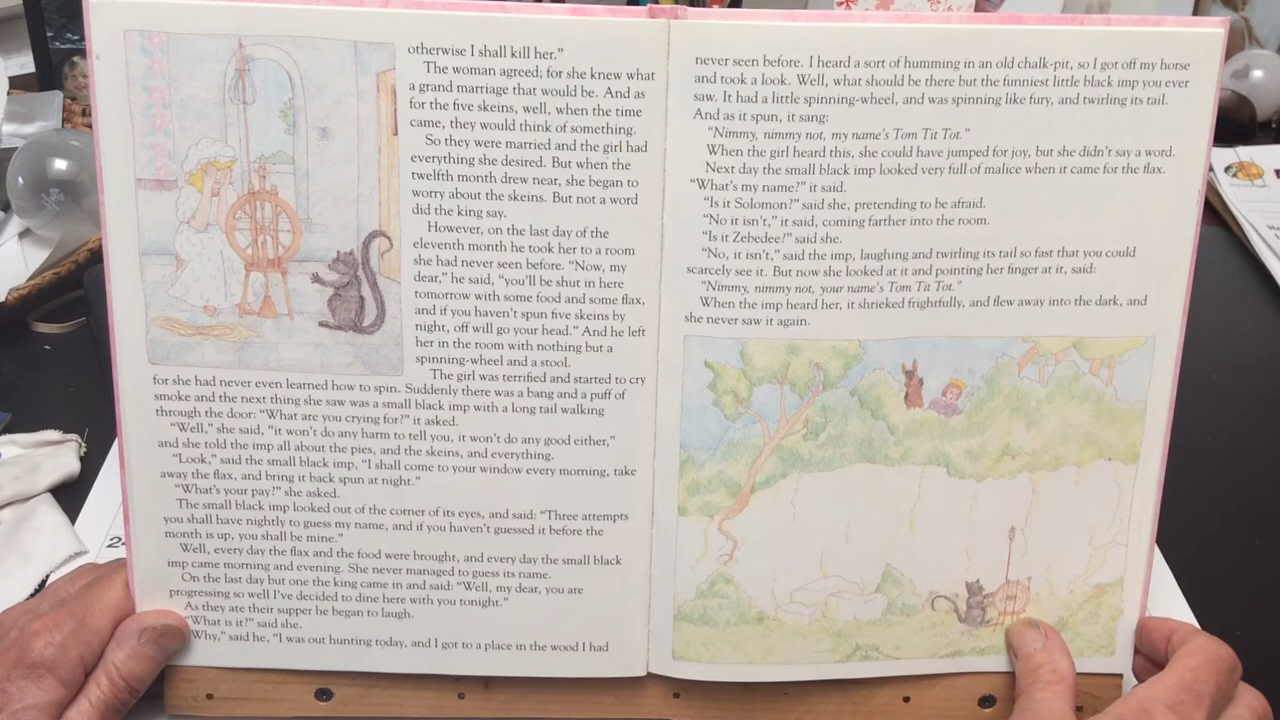 otherwise I shall kill her.”
The woman agreed; for she knew what
a grand marriage that would be. And as
for the five skeins, well, when the time
came, they would think of something.
So they were married and the girl had
everything she desired. But when the
twelfth month drew near, she began to
worry about the skeins. But not a word
did the king say.
However, on the last day of the
eleventh month he took her to a room
she had never seen before. “Now, my
dear,” he said, “you’ll be shut in here
tomorrow with some food and some flax,
and if you haven’t spun five skeins by
night, off will go your head.” And he left
her in the room with nothing but a
spinning-wheel and a stool.
The girl was terrified and started to cry
for she had never even learned how to spin. Suddenly there was a bang and a puff of
smoke and the next thing she saw was a small black imp with a long tail walking
through the door: “What are you crying for?” it asked.
“Well,” she said, “it won’t do any harm to tell you, it won’t do any good either,”
and she told the imp all about the pies, and the skeins, and everything.
“Look,” said the small black imp, “I shall come to your window every morning, take
away the flax, and bring it back spun at night.”
“What’s your pay?” she asked.
The small black imp looked out of the corner of its eyes, and said: “Three attempts
you shall have nightly to guess my name, and if you haven’t guessed it before the
month is up, you shall be mine.”
Well, every day the flax and the food were brought, and every day the small black
imp came morning and evening. She never managed to guess its name.
On the last day but one the king came in and said: “Well, my dear, you are
progressing so well I’ve decided to dine here with you tonight.”
As they ate their supper he began to laugh.
“What is it?” said she.
“Why,” said he, “I was out hunting today, and I got to a place in the wood I had
never seen before. I heard a sort of humming in an old chalk-pit, so I got off my horse
and took a look. Well, what should be there but the funniest little black imp you ever
saw. It had a little spinning-wheel, and was spinning like fury, and twirling its tail.
And as it spun, it sang:
“Nimmy, nimmy not, my name’s Tom Tit Tot.”
When the girl heard this, she could have jumped for joy, but she didn’t say a word.
Next day the small black imp looked very full of malice when it came for the flax.
“What’s my name?” it said.
“Is it Solomon?” said she, pretending to be afraid.
“No it isn’t,” it said, coming farther into the room.
“Is it Zebedee?” said she.
“No, it isn’t,” said the imp, laughing and twirling its tail so fast that you could
scarcely see it. But now she looked at it and pointing her finger at it, said:
“Nimmy, nimmy not, your name’s Tom Tit Tot.”
When the imp heard her, it shrieked frightfully, and flew away into the dark, and
she never saw it again.